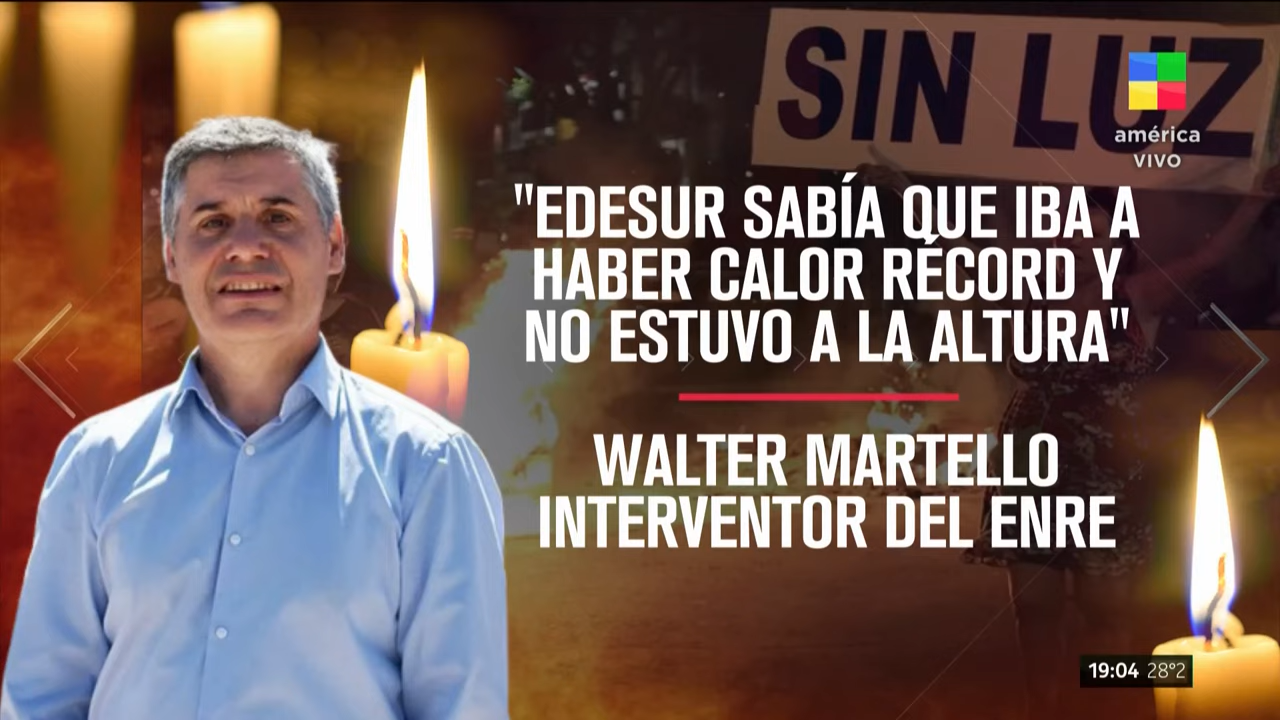 SIN LUZ
américa
VIVO
"EDESUR SABÍA QUE IBA A
HABER CALOR RÉCORD Y
NO ESTUVO A LA ALTURA"
WALTER MARTELLO
INTERVENTOR DEL ENRE
19:04 28°2